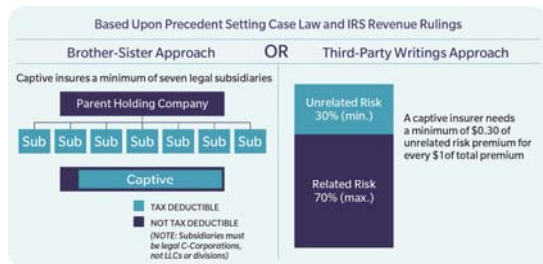 Based Upon Precedent Setting Case Law and IRS Revenue Rulings
Brother-Sister Approach OR Third-Party Writings Approach
Captive insures a minimum of seven legal subsidiaries
Parent Holding Company
Sub Sub Sub Sub Sub Sub Sub
Captive
TAX DEDUCTIBLE
NOT TAX DEDUCTIBLE
(NOTE: Subsidiaries must
be legal C-Corporations,
not LLCs or divisions)
Unrelated Risk
30% (min.)
Related Risk
70% (max.)
A captive insurer needs
a minimum of $0.30 of
unrelated risk premium for
every $1of total premium